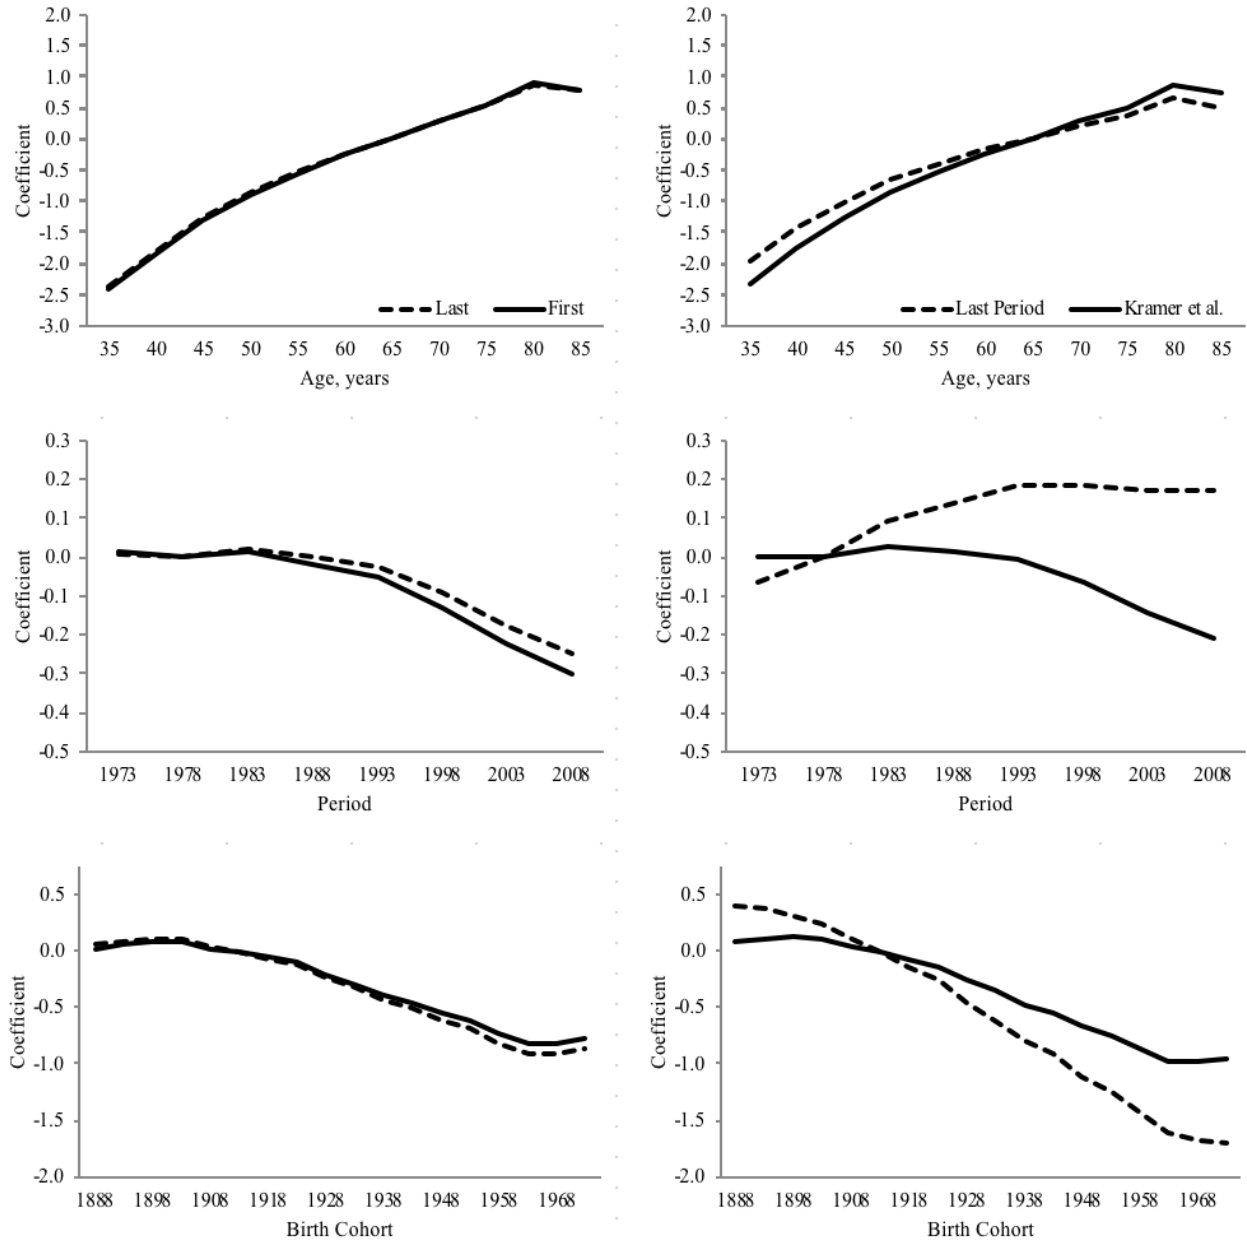 2.0
1.5
1.0
0.5
0.0
-0.5
-1.0
-1.5
-2.0
-2.5
-3.0
Coefficient
Last First
35 40 45 50 55 60 65 70 75 80 85
Age, years
2.0
1.5
1.0
0.5
0.0
-0.5
-1.0
-1.5
-2.0
-2.5
-3.0
Coefficient
Last Period Kramer et al.
35 40 45 50 55 60 65 70 75 80 85
Age, years
0.3
0.2
0.1
0.0
-0.1
-0.2
-0.3
-0.4
-0.5
Coefficient
1973 1978 1983 1988 1993 1998 2003 2008
Period
0.3
0.2
0.1
0.0
-0.1
-0.2
-0.3
-0.4
-0.5
Coefficient
1973 1978 1983 1988 1993 1998 2003 2008
Period
0.5
0.0
-0.5
-1.0
-1.5
-2.0
Coefficient
1888 1898 1908 1918 1928 1938 1948 1958 1968
Birth Cohort
0.5
0.0
-0.5
-1.0
-1.5
-2.0
Coefficient
1888 1898 1908 1918 1928 1938 1948 1958 1968
Birth Cohort